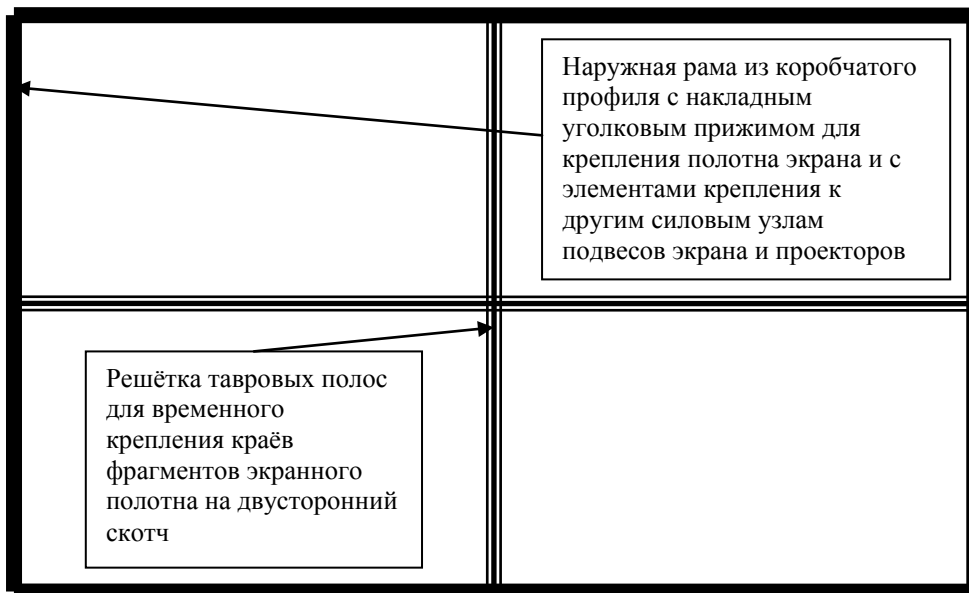 Наружная рама из коробчатого
профиля с накладным
уголковым прижимом для
крепления полотна экрана и с
элементами крепления к
другим силовым узлам
подвесов экрана и проекторов
Решётка тавровых полос
для временного
крепления краёв
фрагментов экранного
полотна на двусторонний
скотч